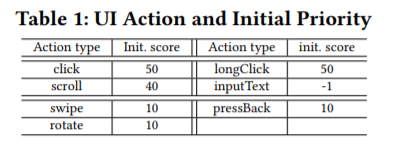 Table 1: UI Action and Initial Priority
Action type Init. score Action type init. score
click 50 longClick 50
scroll 40 inputText -1
swipe 10 pressBack 10
rotate 10